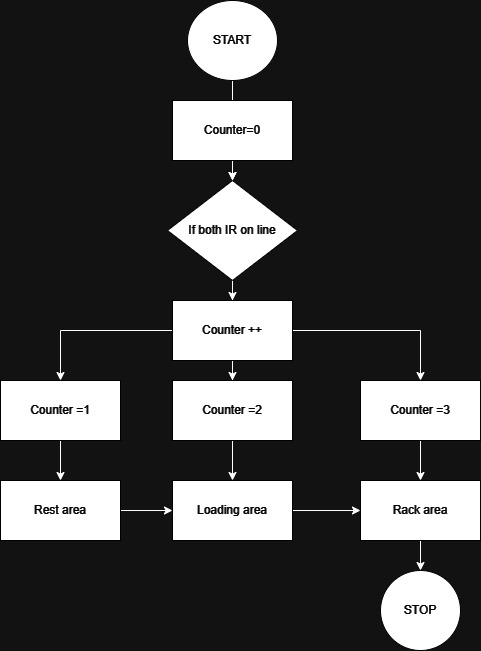 START
Counter=0
If both IR on line
Counter ++
Counter =1
Counter =2
Counter =3
Rest area
Loading area
Rack area
STOP